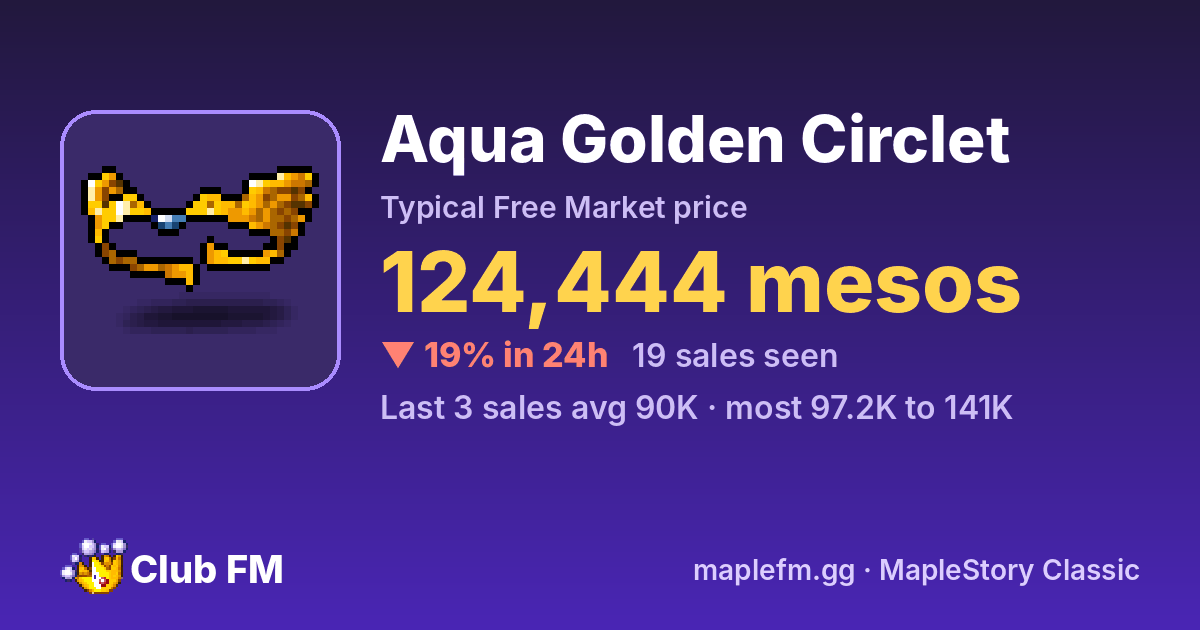 Aqua Golden Circlet
Typical Free Market price
124,444 mesos
▼ 19% in 24h 19 sales seen
Last 3 sales avg 90K · most 97.2K to 141K
Club FM
maplefm.gg · MapleStory Classic